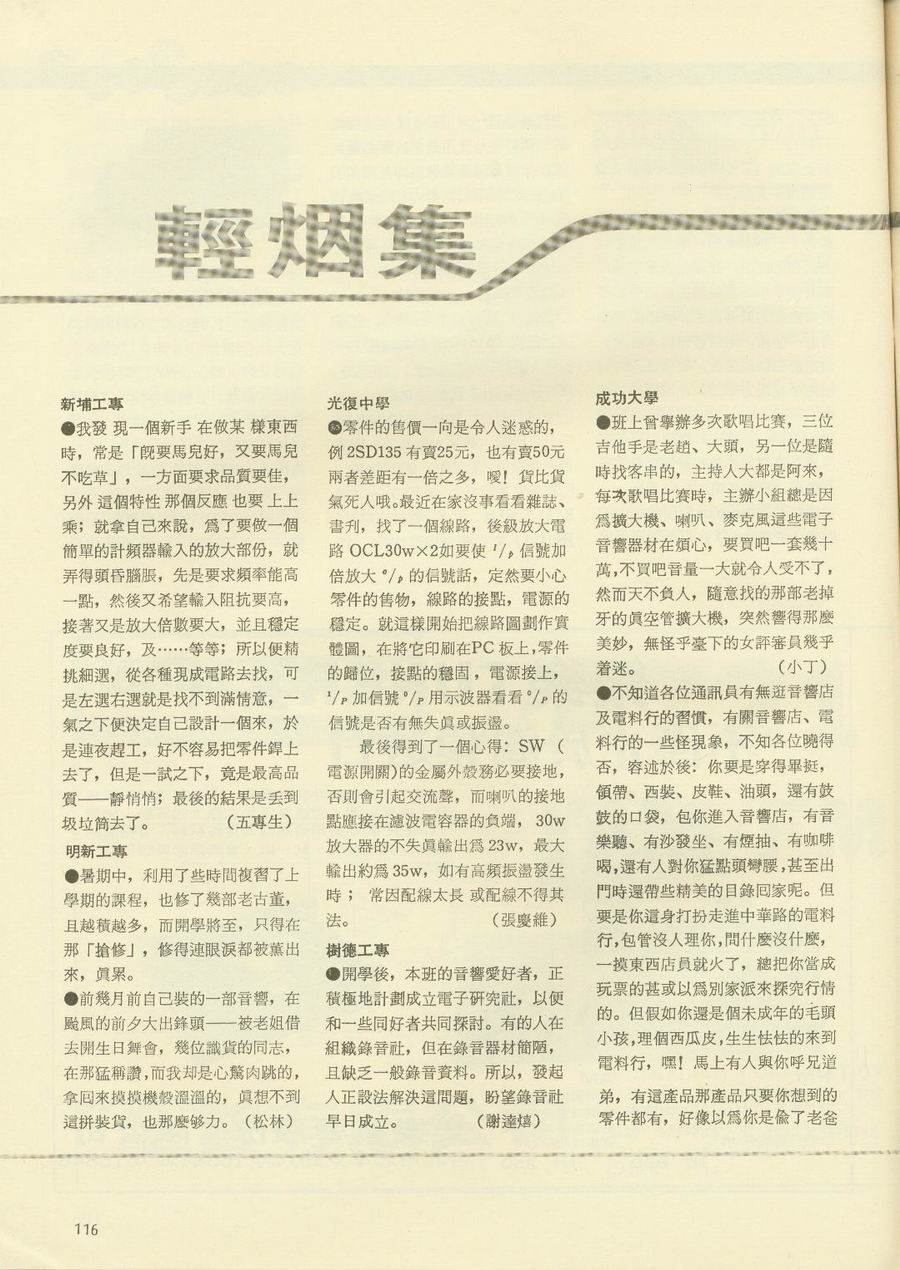 輕烟集
新埔工專
●我發 現一個新手 在做某 樣東西
時，常是「既要馬兒好，又要馬兒
不吃草」，一方面要求品質要佳，
另外 這個特性 那個反應 也要 上上
乘；就拿自己來說，爲了要做一個
簡單的計頻器輸入的放大部份，就
弄得頭昏腦脹，先是要求頻率能高
一點，然後又希望輸入阻抗要高，
接著又是放大倍數要大，並且穩定
度要良好，及……等等；所以便精
挑細選，從各種現成電路去找，可
是左選右選就是找不到滿情意，一
氣之下便決定自己設計一個來，於
是連夜趕工，好不容易把零件銲上
去了，但是一試之下，竟是最高品
質——靜悄悄；最後的結果是丢到
圾垃筒去了。　　　（五專生）
明新工專
●暑期中，利用了些時間複習了上
學期的課程，也修了幾部老古董，
且越積越多，而開學將至，只得在
那「搶修」，修得連眼淚都被薰出
來，眞累。
●前幾月前自己裝的一部音響，在
颱風的前夕大出鋒頭——被老姐借
去開生日舞會，幾位識貨的同志，
在那猛稱讚，而我却是心驚肉跳的，
拿回來摸摸機殼溫溫的，眞想不到
這拼裝貨，也那麽够力。（松林）
光復中學
●零件的售價一向是令人迷惑的，
例 2SD135 有賣25元，也有賣50元
兩者差距有一倍之多，噯！貨比貨
氣死人哦。最近在家沒事看看雜誌、
書刋，找了一個線路，後級放大電
路 OCL30w×2如要使 ¹/ₚ 信號加
倍放大 º/ₚ 的信號話，定然要小心
零件的售物，線路的接點，電源的
穩定。就這樣開始把線路圖劃作實
體圖，在將它印刷在PC 板上，零件
的歸位，接點的穩固，電源接上，
¹/ₚ 加信號 º/ₚ 用示波器看看 º/ₚ 的
信號是否有無失眞或振盪。
　最後得到了一個心得：SW （
電源開關)的金屬外殼務必要接地，
否則會引起交流聲，而喇叭的接地
點應接在濾波電容器的負端，30w
放大器的不失眞輸出爲 23w，最大
輸出約爲 35w，如有高頻振盪發生
時； 常因配線太長 或配線不得其
法。　　　　　　　（張慶維）
樹德工專
●開學後，本班的音響愛好者，正
積極地計劃成立電子研究社，以便
和一些同好者共同探討。有的人在
組織錄音社，但在錄音器材簡陋，
且缺乏一般錄音資料。所以，發起
人正設法解決這問題，盼望錄音社
早日成立。　　　　（謝達熺）
成功大學
●班上曾舉辦多次歌唱比賽，三位
吉他手是老趙、大頭，另一位是隨
時找客串的，主持人大都是阿來，
每次歌唱比賽時，主辦小組總是因
爲擴大機、喇叭、麥克風這些電子
音響器材在煩心，要買吧一套幾十
萬，不買吧音量一大就令人受不了，
然而天不負人，隨意找的那部老掉
牙的眞空管擴大機，突然響得那麽
美妙，無怪乎臺下的女評審員幾乎
着迷。　　　　　　　（小丁）
●不知道各位通訊員有無逛音響店
及電料行的習慣，有關音響店、電
料行的一些怪現象，不知各位曉得
否，容述於後：你要是穿得畢挺，
領帶、西裝、皮鞋、油頭，還有鼓
鼓的口袋，包你進入音響店，有音
樂聽、有沙發坐、有煙抽、有咖啡
喝，還有人對你猛點頭彎腰，甚至出
門時還帶些精美的目錄回家呢。但
要是你這身打扮走進中華路的電料
行，包管沒人理你，問什麽沒什麽，
一摸東西店員就火了，總把你當成
玩票的甚或以爲別家派來探究行情
的。但假如你還是個未成年的毛頭
小孩，理個西瓜皮，生生怯怯的來到
電料行，嘿！馬上有人與你呼兄道
弟，有這產品那產品只要你想到的
零件都有，好像以爲你是偸了老爸
116